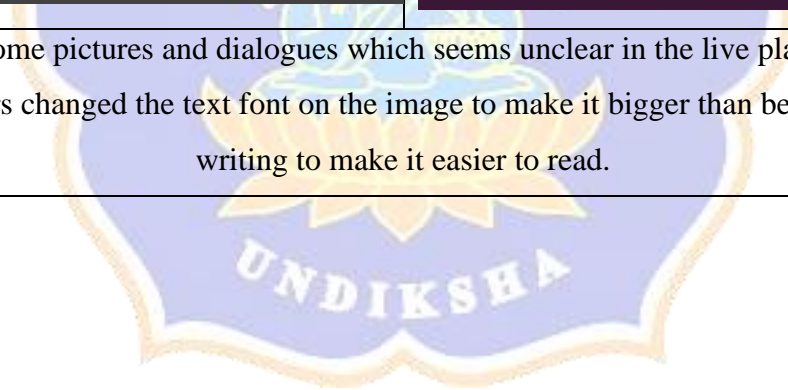 ome pictures and dialogues which seems unclear in the live pla
s changed the text font on the image to make it bigger than be
writing to make it easier to read.
UNDIKSHA